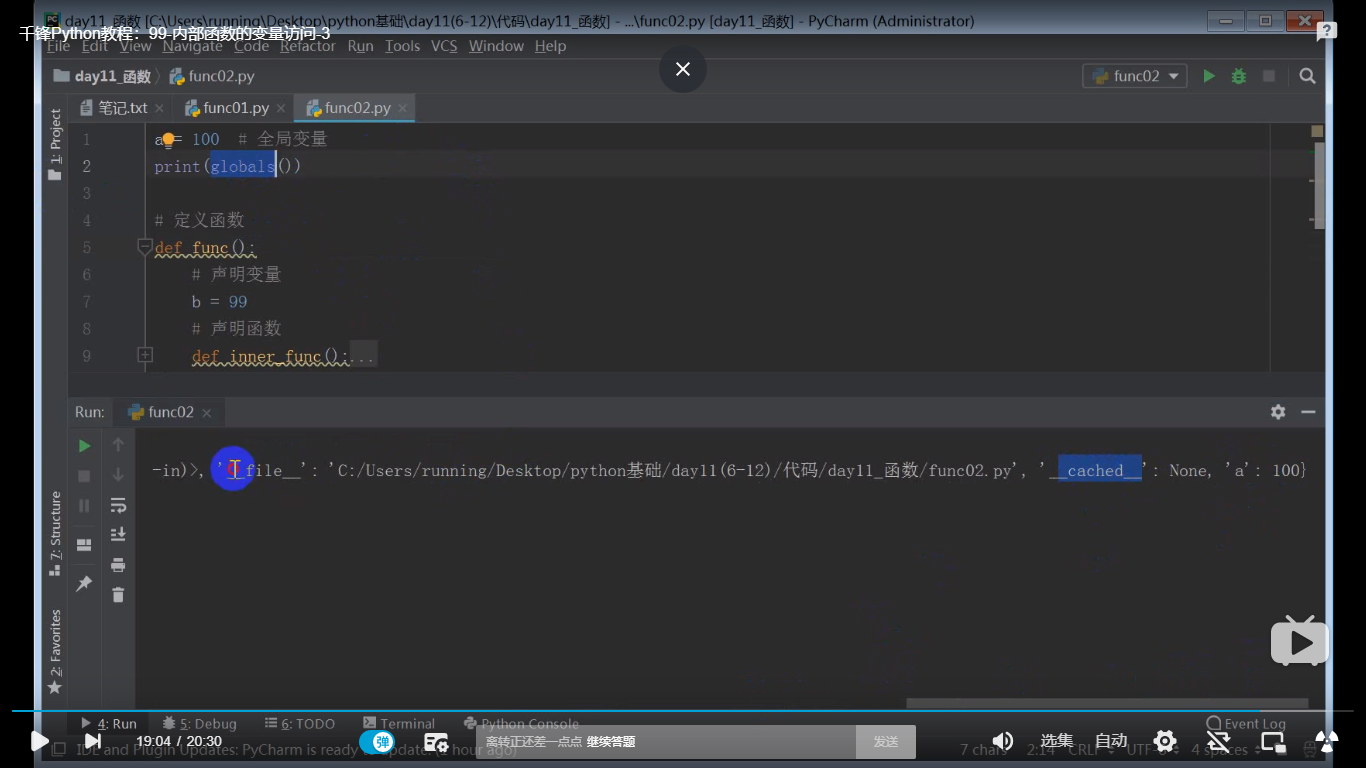 day11_函数 [C:\Users\running\Desktop\python基础\day11(6-12)\代码\day11_函数] - ...\func02.py [day11_函数] - PyCharm (Administrator)
千锋Python教程：99-内部函数的变量访问-3
File Edit View Navigate Code Refactor Run Tools VCS Window Help
day11_函数 func02.py
func02
笔记.txt func01.py func02.py
1: Project
1 a = 100 # 全局变量
2 print(globals())
3
4 # 定义函数
5 def func():
6 # 声明变量
7 b = 99
8 # 声明函数
9 def inner_func():...
Run: func02
-in)>, '__file__': 'C:/Users/running/Desktop/python基础/day11(6-12)/代码/day11_函数/func02.py', '__cached__': None, 'a': 100}
7: Structure
2: Favorites
4: Run 5: Debug 6: TODO Terminal Python Console Event Log
19:04 / 20:30 弹 离转正还差一点点 继续答题 发送 选集 自动
IDE and Plugin Updates: PyCharm is ready to update. (1 hour ago) 7 chars 2:14 CRLF UTF-8 4 spaces